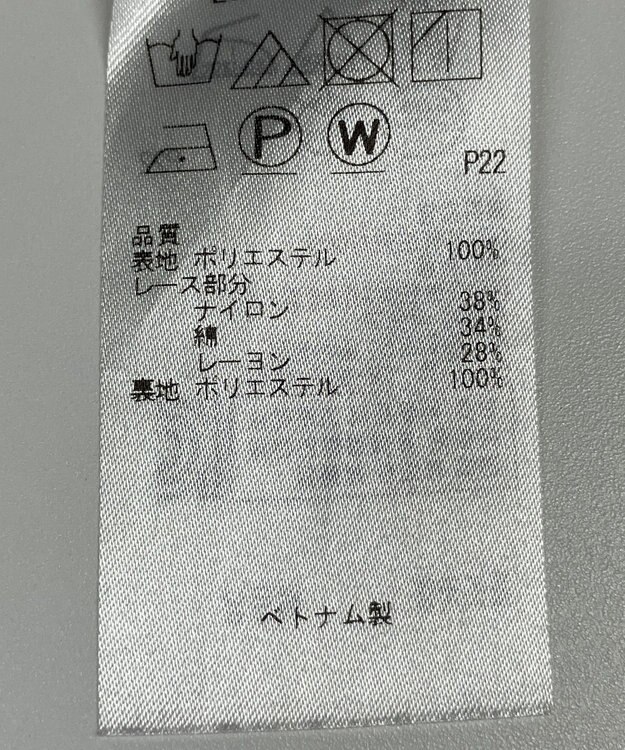 P W
P22
品質
表地 ポリエステル 100%
レース部分
ナイロン 38%
綿 34%
レーヨン 28%
裏地 ポリエステル 100%
ベトナム製